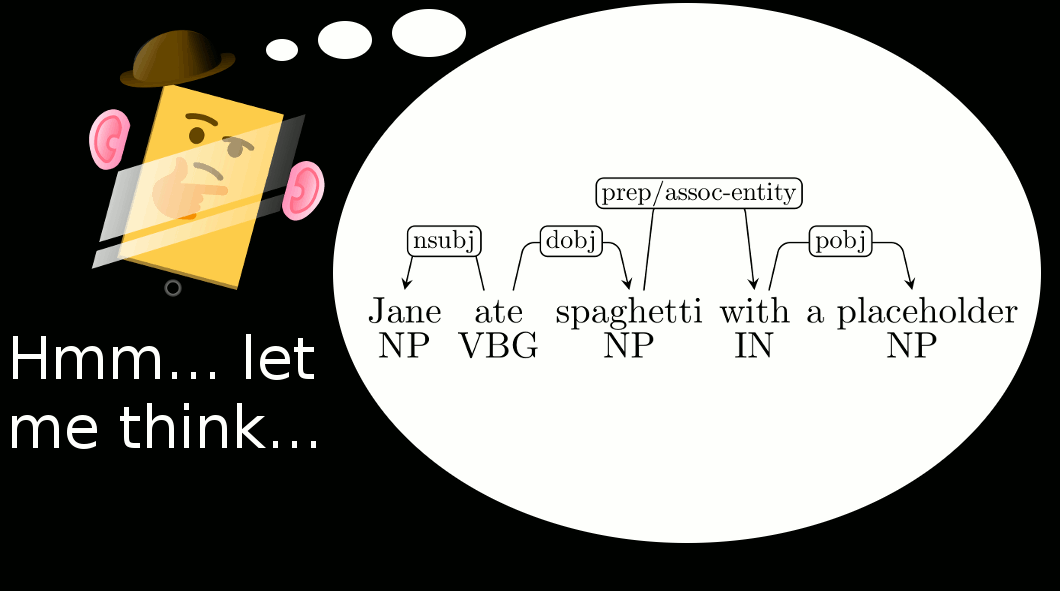 prep/assoc-entity
nsubj dobj pobj
Jane ate spaghetti with a placeholder
NP VBG NP IN NP
Hmm... let
me think...